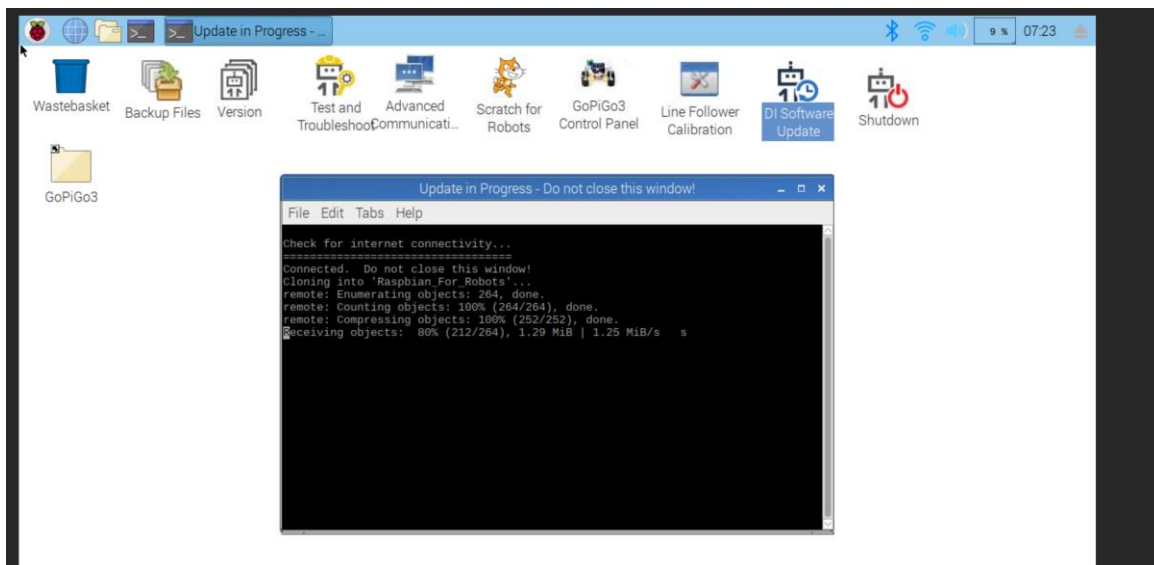 >_ >_ Update in Progress - ... 9 % 07:23
Wastebasket
Backup Files
Version
Test and
Troubleshoot
Advanced
Communicati...
Scratch for
Robots
GoPiGo3
Control Panel
Line Follower
Calibration
DI Software
Update
Shutdown
GoPiGo3
Update in Progress - Do not close this window!
File Edit Tabs Help
Check for internet connectivity...
==================================
Connected.  Do not close this window!
Cloning into 'Raspbian_For_Robots'...
remote: Enumerating objects: 264, done.
remote: Counting objects: 100% (264/264), done.
remote: Compressing objects: 100% (252/252), done.
Receiving objects:  80% (212/264), 1.29 MiB | 1.25 MiB/s   s